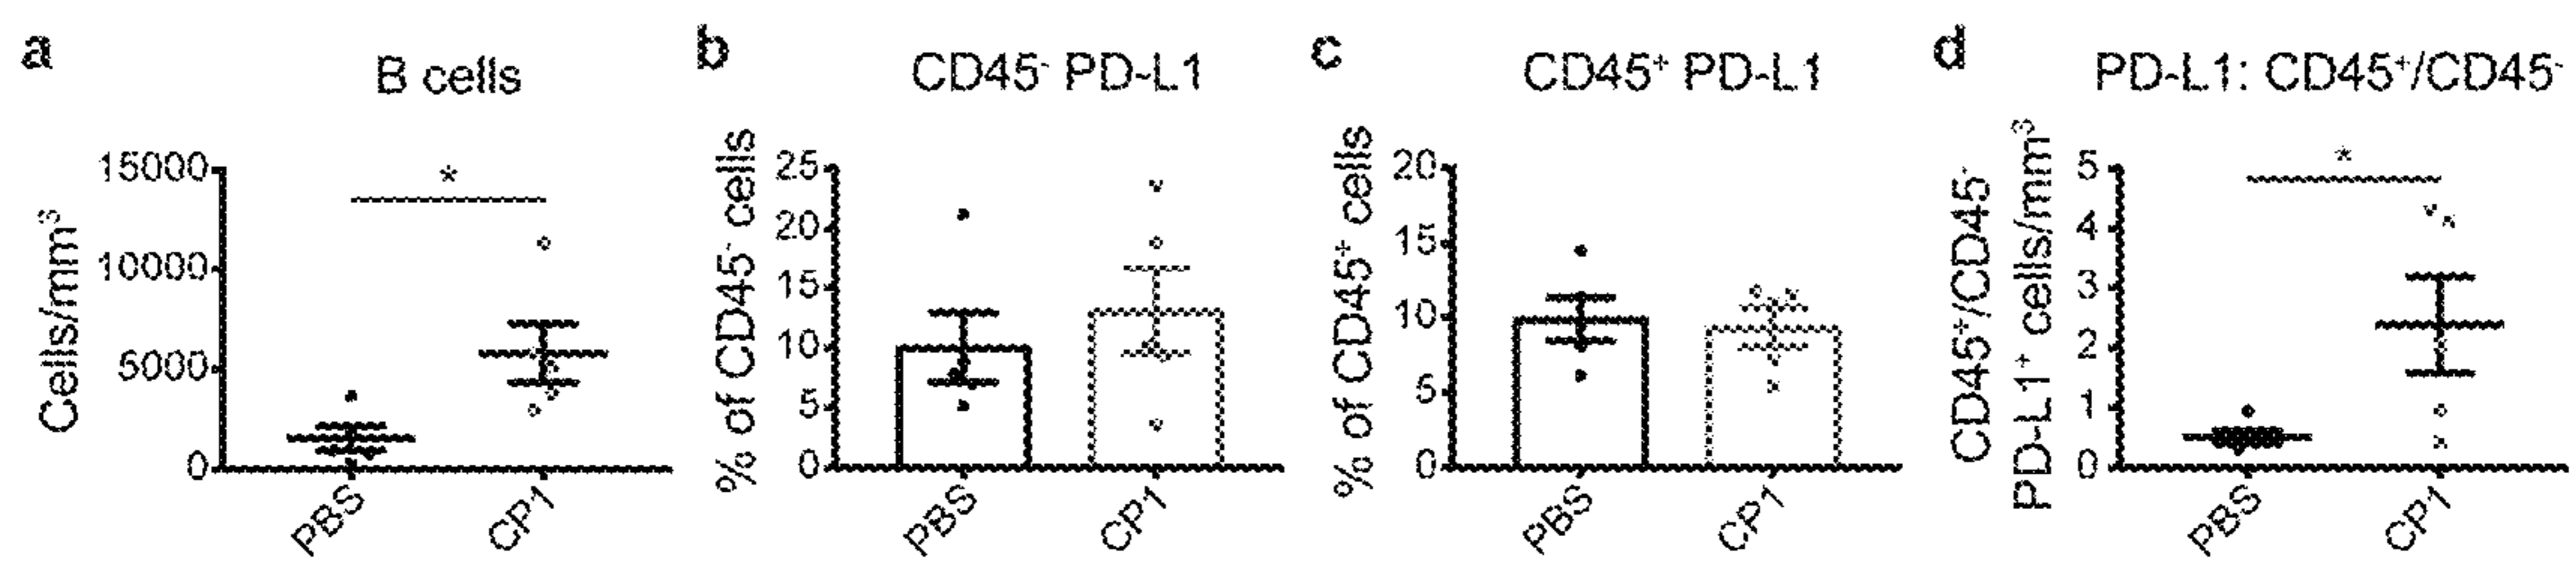 a
B cells
Cells/mm³
15000
10000
5000
0
*
PBS
CP1
b
CD45⁻ PD-L1
% of CD45⁻ cells
25
20
15
10
5
0
PBS
CP1
c
CD45⁺ PD-L1
% of CD45⁺ cells
20
15
10
5
0
PBS
CP1
d
PD-L1: CD45⁺/CD45⁻
CD45⁺/CD45⁻
PD-L1⁺ cells/mm³
5
4
3
2
1
0
*
PBS
CP1